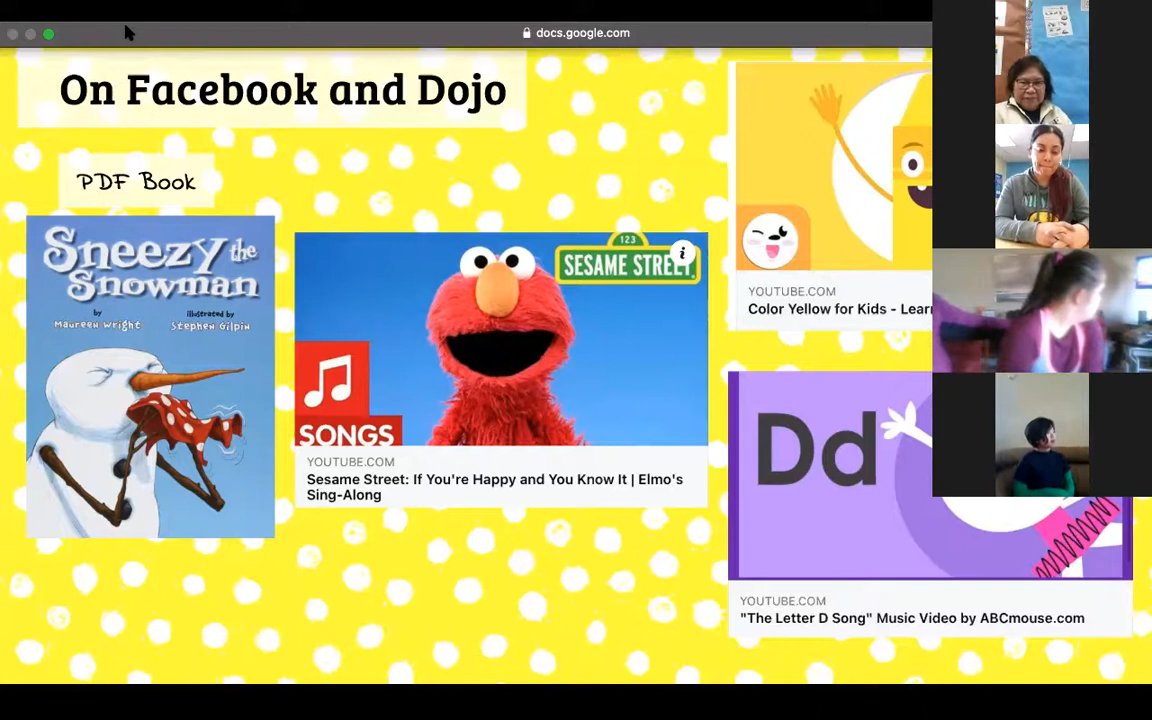 docs.google.com
On Facebook and Dojo
PDF Book
Sneezy the
Snowman
by
Maureen Wright
illustrated by
Stephen Gilpin
123
SESAME STREET
i
SONGS
YOUTUBE.COM
Sesame Street: If You're Happy and You Know It | Elmo's
Sing-Along
YOUTUBE.COM
Color Yellow for Kids - Learn
Dd
YOUTUBE.COM
"The Letter D Song" Music Video by ABCmouse.com